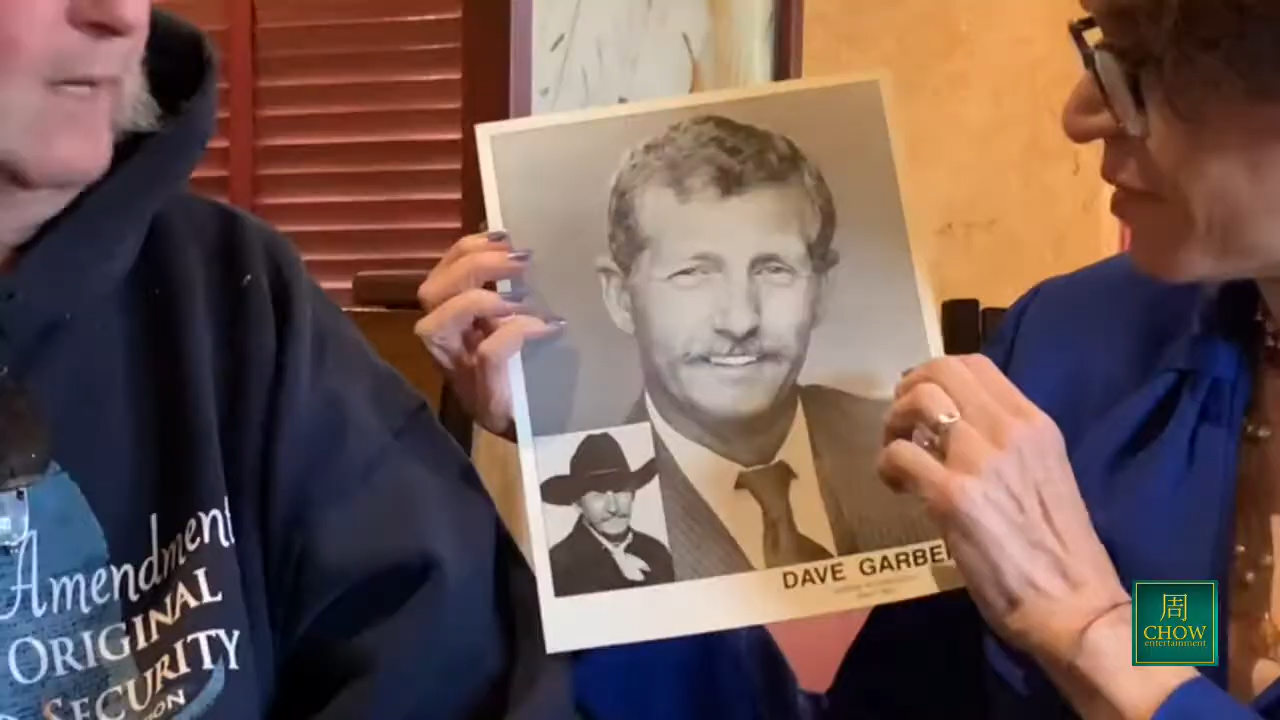 DAVE GARBE
Amendment
ORIGINAL
SECURITY
周
CHOW
entertainment